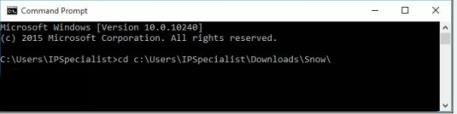 Command Prompt
Microsoft Windows [Version 10.0.10240]
(c) 2015 Microsoft Corporation. All rights reserved.
C:\Users\IPSpecialist>cd c:\Users\IPSpecialist\Downloads\Snow\